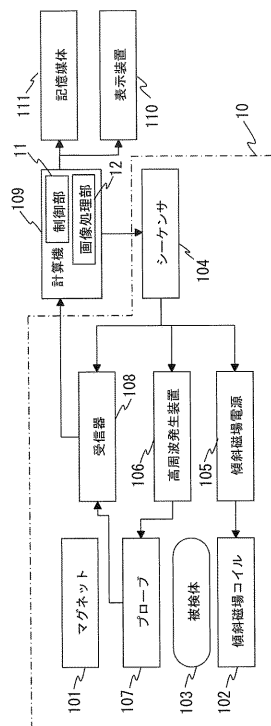 111
記憶媒体
110
表示装置
109
11
計算機
制御部
画像処理部
12
10
シーケンサ
104
受信器
108
106
高周波発生装置
105
傾斜磁場電源
101
マグネット
107
プローブ
103
被検体
102
傾斜磁場コイル